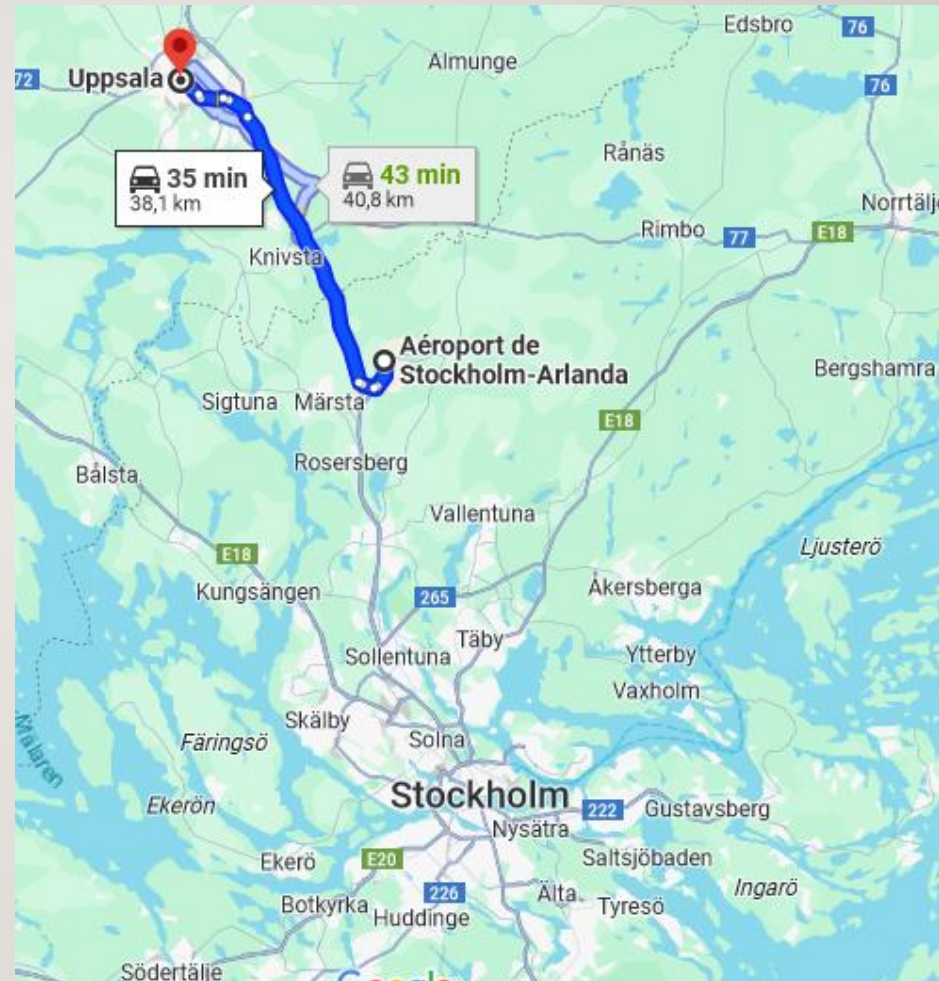 Edsbro
76
Almunge
Uppsala
72
76
Rånäs
35 min
38,1 km
43 min
40,8 km
Norrtälje
Rimbo
77
E18
Knivsta
Aéroport de
Stockholm-Arlanda
Bergshamra
Sigtuna
Märsta
E18
Rosersberg
Bålsta
Vallentuna
Ljusterö
E18
Kungsängen
265
Åkersberga
Täby
Sollentuna
Ytterby
Vaxholm
Mälaren
Skälby
Färingsö
Solna
Stockholm
Ekerön
222
Gustavsberg
Nysätra
Ekerö
E20
Saltsjöbaden
226
Älta
Ingarö
Botkyrka
Huddinge
Tyresö
Södertälje
Google